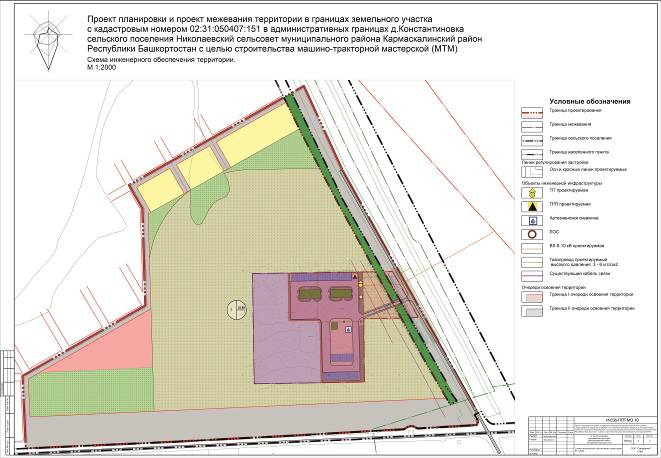 Проект планировки и проект межевания территории в границах земельного участка
с кадастровым номером 02:31:050407:151 в административных границах д.Константиновка
сельского поселения Николаевский сельсовет муниципального района Кармаскалинский район
Республики Башкортостан с целью строительства машино-тракторной мастерской (МТМ)
Схема инженерного обеспечения территории.
М 1:2000
Условные обозначения
Граница проектирования
Граница межевания
Граница сельского поселения
Граница населенного пункта
Линии регулирования застройки
Оси и красные линии проектируемые
Объекты инженерной инфраструктуры
ТП проектируемая
ГРП проектируемая
Артезианская скважина
ЛОС
ВЛ 6-10 кВ проектируемая
Газопровод проектируемый
высокого давления 3 - 6 кгс/см2
Существующий кабель связи
Очереди освоения территории
Граница I очереди освоения территории
Граница II очереди освоения территории